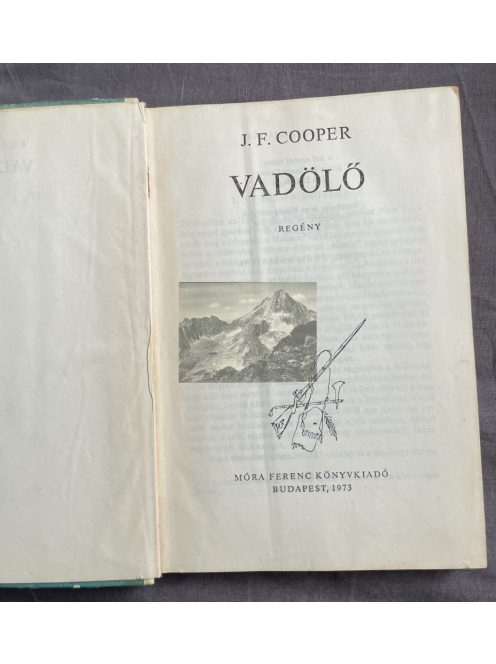 J. F. COOPER
VADÖLŐ
REGÉNY
MÓRA FERENC KÖNYVKIADÓ
BUDAPEST, 1973